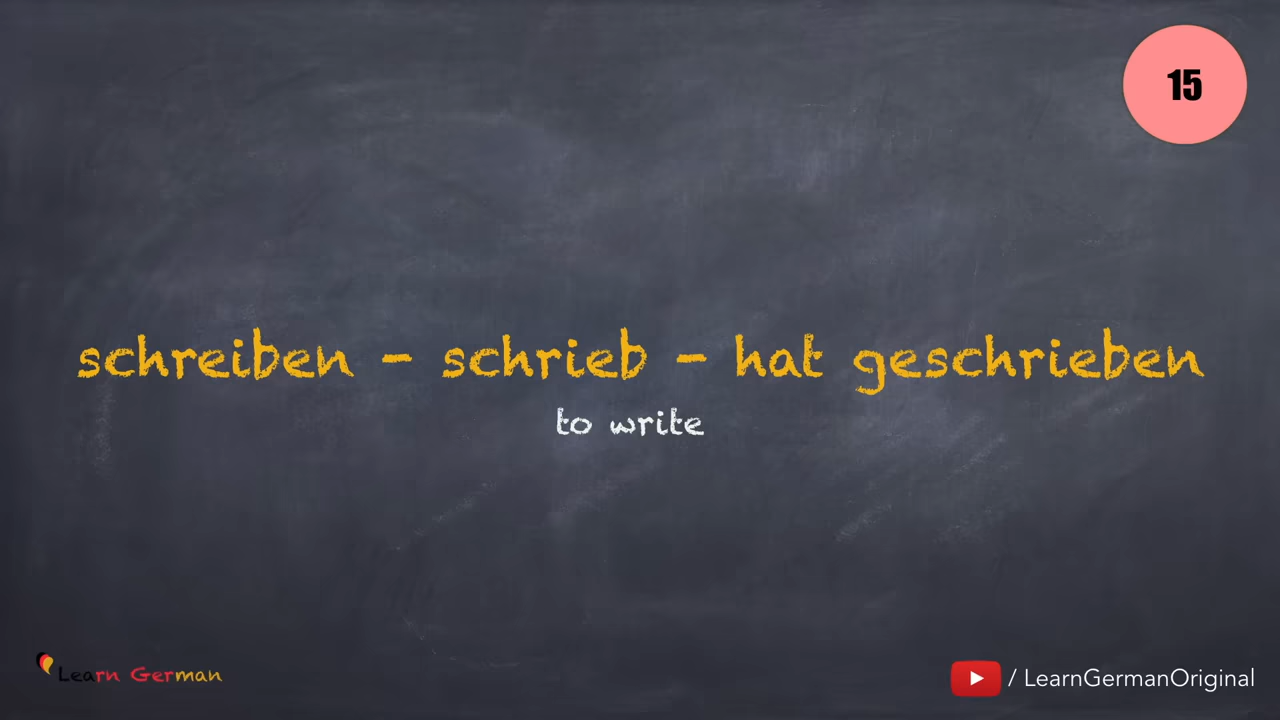 15
schreiben - schrieb - hat geschrieben
to write
Learn German
/ LearnGermanOriginal